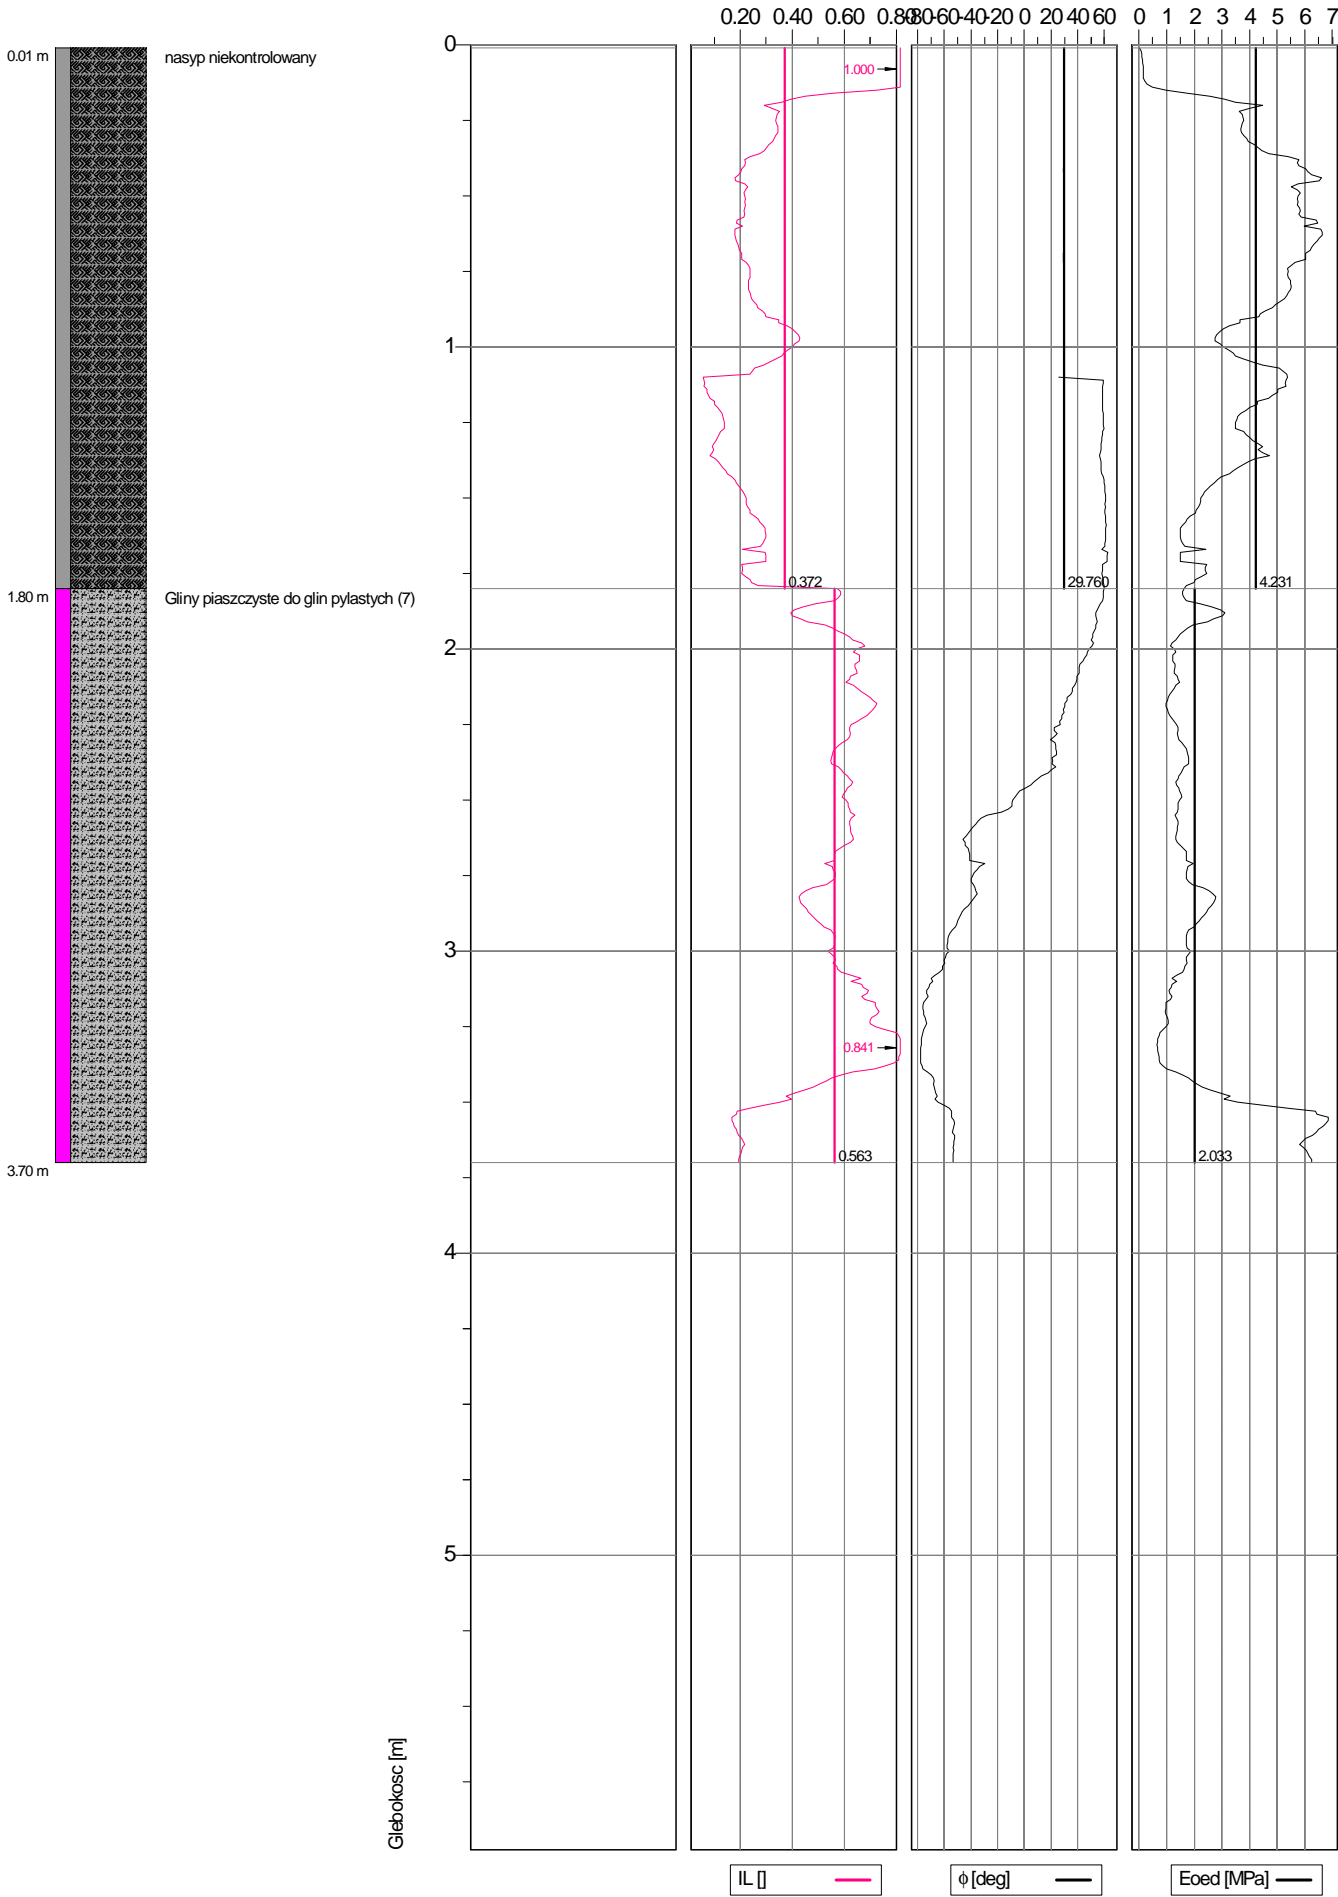 0.20 0.40 0.60 0.80 -80 -60 -40 -20 0 20 40 60 0 1 2 3 4 5 6 7
0
0.01 m nasyp niekontrolowany
1.000
1
0.372 29.760 4.231
1.80 m Gliny piaszczyste do glin pylastych (7)
2
3
0.841
0.563 2.033
3.70 m
4
5
Glebokosc [m]
IL [] ϕ [deg] Eoed [MPa]